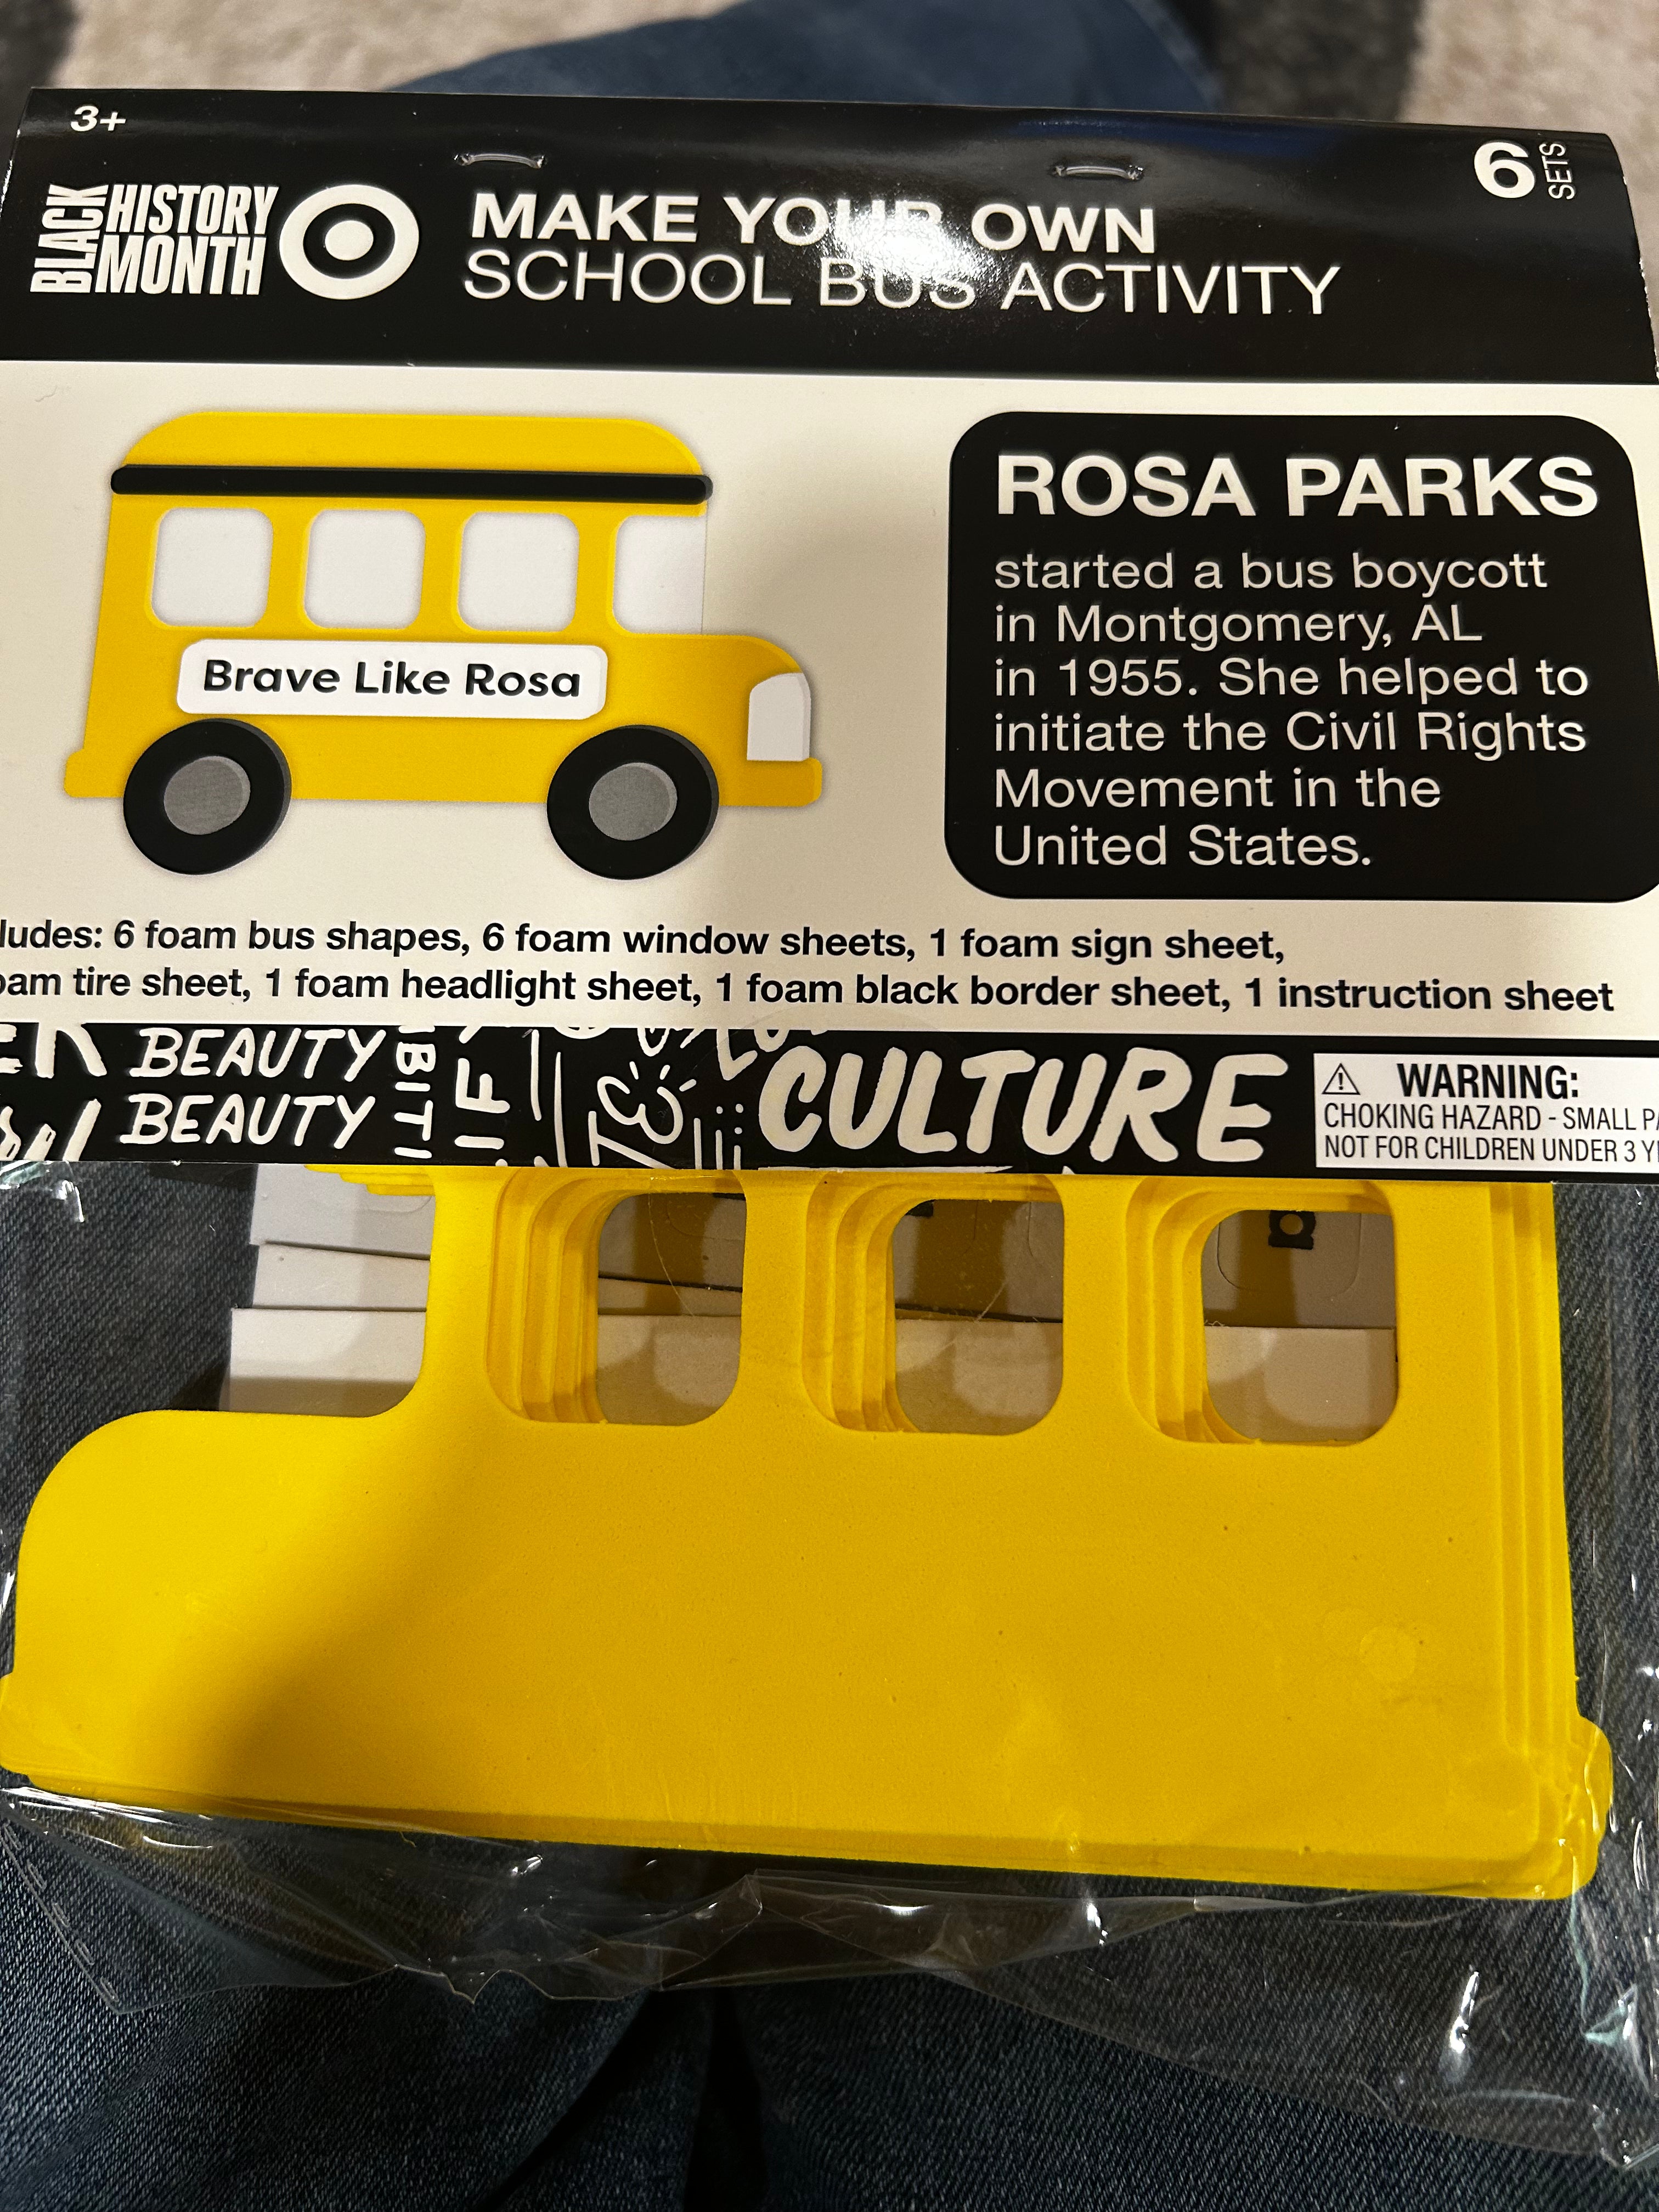 3+
6 SETS
BLACK HISTORY MONTH
MAKE YOUR OWN
SCHOOL BUS ACTIVITY
Brave Like Rosa
ROSA PARKS
started a bus boycott
in Montgomery, AL
in 1955. She helped to
initiate the Civil Rights
Movement in the
United States.
ludes: 6 foam bus shapes, 6 foam window sheets, 1 foam sign sheet,
oam tire sheet, 1 foam headlight sheet, 1 foam black border sheet, 1 instruction sheet
BEAUTY
BEAUTY
CULTURE
WARNING:
CHOKING HAZARD - SMALL PA
NOT FOR CHILDREN UNDER 3 Y